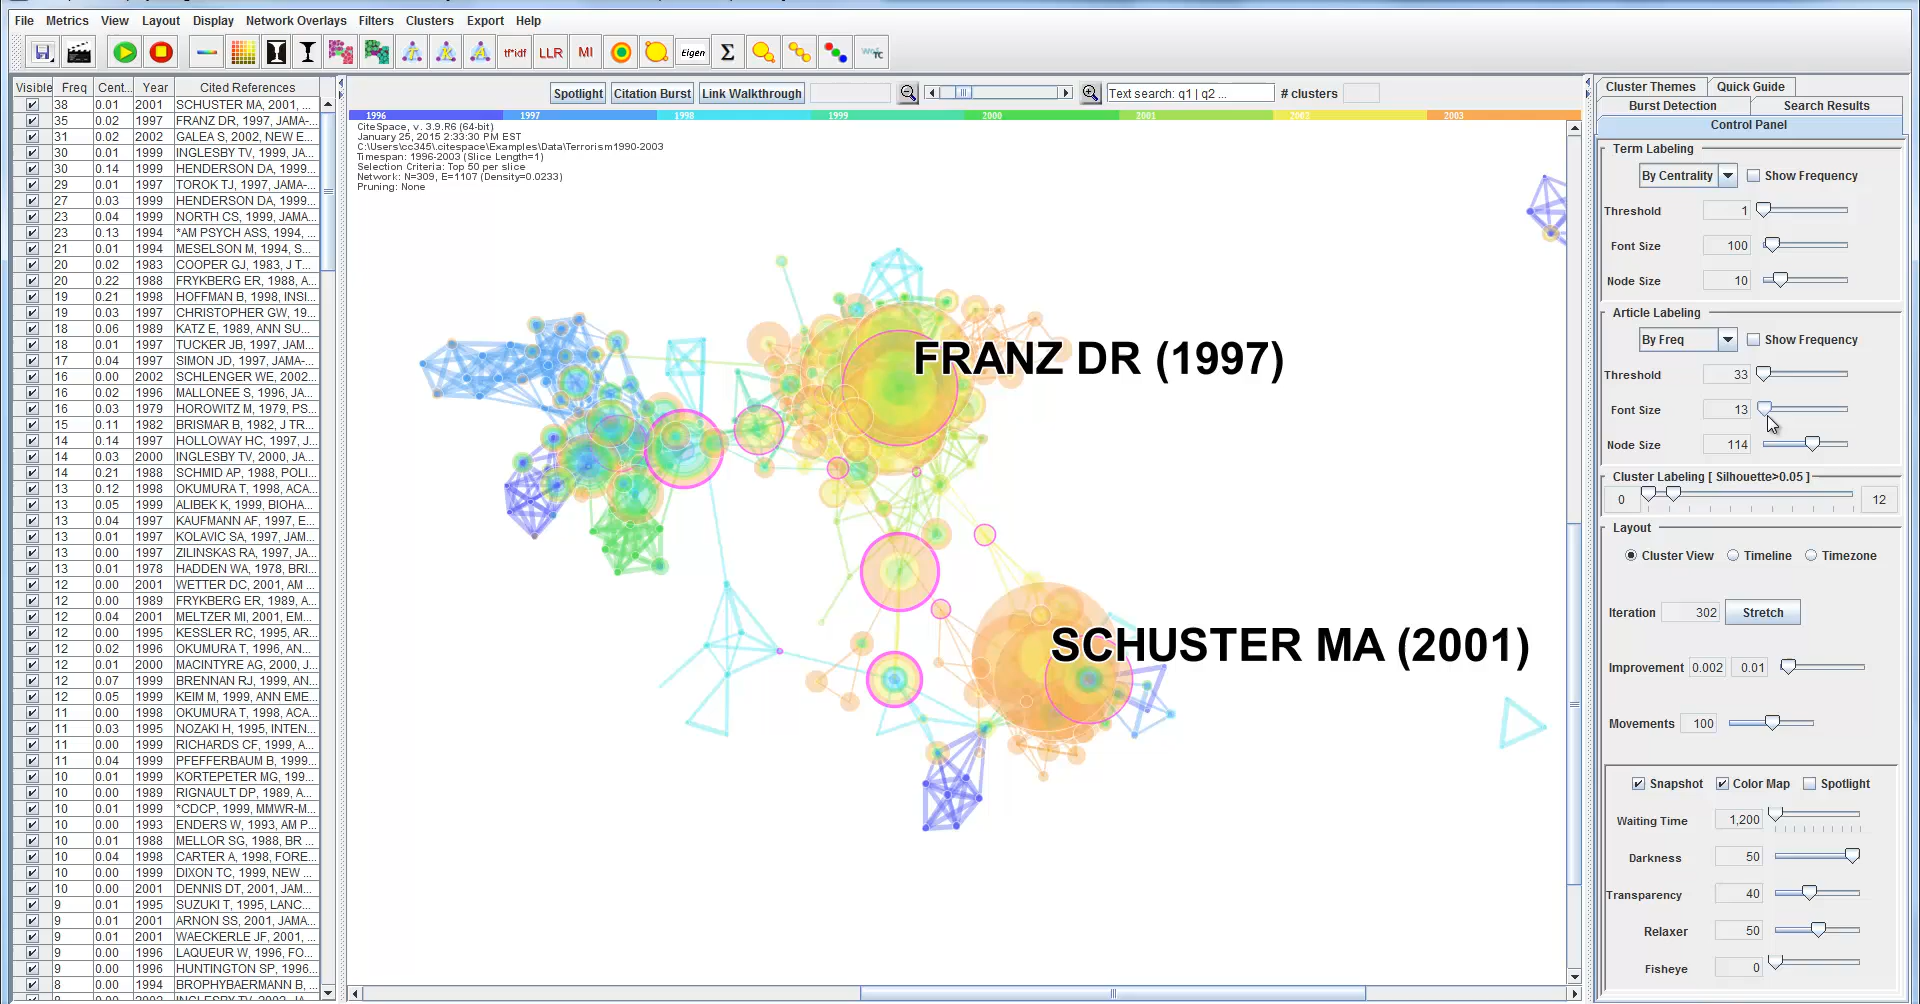 File Metrics View Layout Display Network Overlays Filters Clusters Export Help
tf*idf LLR MI Eigen Σ
Visible Freq Cent... Year Cited References
38 0.01 2001 SCHUSTER MA, 2001, ...
35 0.02 1997 FRANZ DR, 1997, JAMA-...
31 0.02 2002 GALEA S, 2002, NEW E...
30 0.01 1999 INGLESBY TV, 1999, JA...
30 0.14 1999 HENDERSON DA, 1999...
29 0.01 1997 TOROK TJ, 1997, JAMA-...
27 0.03 1999 HENDERSON DA, 1999...
23 0.04 1999 NORTH CS, 1999, JAMA...
23 0.13 1994 *AM PSYCH ASS, 1994, ...
21 0.01 1994 MESELSON M, 1994, S...
20 0.02 1983 COOPER GJ, 1983, J T...
20 0.22 1988 FRYKBERG ER, 1988, A...
19 0.21 1998 HOFFMAN B, 1998, INSI...
19 0.03 1997 CHRISTOPHER GW, 19...
18 0.06 1989 KATZ E, 1989, ANN SU...
18 0.01 1997 TUCKER JB, 1997, JAM...
17 0.04 1997 SIMON JD, 1997, JAMA-...
16 0.00 2002 SCHLENGER WE, 2002...
16 0.02 1996 MALLONEE S, 1996, JA...
16 0.03 1979 HOROWITZ M, 1979, PS...
15 0.11 1982 BRISMAR B, 1982, J TR...
14 0.14 1997 HOLLOWAY HC, 1997, J...
14 0.03 2000 INGLESBY TV, 2000, JA...
14 0.21 1988 SCHMID AP, 1988, POLI...
13 0.12 1998 OKUMURA T, 1998, ACA...
13 0.05 1999 ALIBEK K, 1999, BIOHA...
13 0.04 1997 KAUFMANN AF, 1997, E...
13 0.01 1997 KOLAVIC SA, 1997, JAM...
13 0.00 1997 ZILINSKAS RA, 1997, JA...
13 0.01 1978 HADDEN WA, 1978, BRI...
12 0.00 2001 WETTER DC, 2001, AM ...
12 0.00 1989 FRYKBERG ER, 1989, A...
12 0.04 2001 MELTZER MI, 2001, EM...
12 0.00 1995 KESSLER RC, 1995, AR...
12 0.02 1996 OKUMURA T, 1996, AN...
12 0.01 2000 MACINTYRE AG, 2000, J...
12 0.07 1999 BRENNAN RJ, 1999, AN...
12 0.05 1999 KEIM M, 1999, ANN EME...
11 0.00 1998 OKUMURA T, 1998, ACA...
11 0.03 1995 NOZAKI H, 1995, INTEN...
11 0.00 1999 RICHARDS CF, 1999, A...
11 0.04 1999 PFEFFERBAUM B, 1999...
10 0.01 1999 KORTEPETER MG, 199...
10 0.00 1989 RIGNAULT DP, 1989, A...
10 0.01 1999 *CDCP, 1999, MMWR-M...
10 0.00 1993 ENDERS W, 1993, AM P...
10 0.01 1988 MELLOR SG, 1988, BR ...
10 0.04 1998 CARTER A, 1998, FORE...
10 0.00 1999 DIXON TC, 1999, NEW ...
10 0.00 2001 DENNIS DT, 2001, JAM...
9 0.01 1995 SUZUKI T, 1995, LANC...
9 0.01 2001 ARNON SS, 2001, JAMA...
9 0.01 2001 WAECKERLE JF, 2001, ...
9 0.00 1996 LAQUEUR W, 1996, FO...
9 0.00 1996 HUNTINGTON SP, 1996...
8 0.00 1994 BROPHYBAERMANN B, ...
Spotlight Citation Burst Link Walkthrough Text search: q1 | q2 ... # clusters
1996 1997 1998 1999 2000 2001 2002 2003
CiteSpace, v. 3.9.R6 (64-bit)
January 25, 2015 2:33:30 PM EST
C:\Users\cc345\.citespace\Examples\Data\Terrorism1990-2003
Timespan: 1996-2003 (Slice Length=1)
Selection Criteria: Top 50 per slice
Network: N=309, E=1107 (Density=0.0233)
Pruning: None
FRANZ DR (1997)
SCHUSTER MA (2001)
Cluster Themes Quick Guide
Burst Detection Search Results
Control Panel
Term Labeling
By Centrality Show Frequency
Threshold 1
Font Size 100
Node Size 10
Article Labeling
By Freq Show Frequency
Threshold 33
Font Size 13
Node Size 114
Cluster Labeling [ Silhouette>0.05 ]
0 12
Layout
Cluster View Timeline Timezone
Iteration 302 Stretch
Improvement 0.002 0.01
Movements 100
Snapshot Color Map Spotlight
Waiting Time 1,200
Darkness 50
Transparency 40
Relaxer 50
Fisheye 0